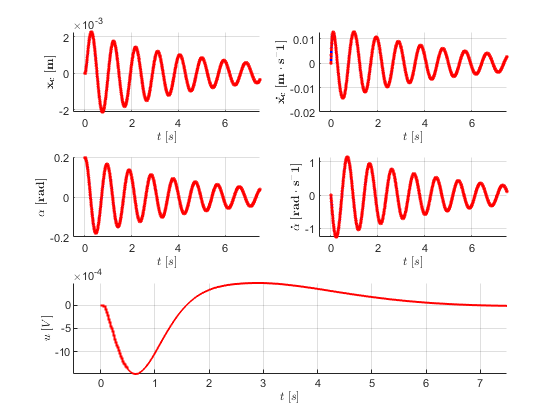 ×10⁻³
2
0
-2
x_c [m]
0 2 4 6
t [s]
0.01
0
-0.01
-0.02
ẋ_c [m · s⁻1]
0 2 4 6
t [s]
0.2
0
-0.2
α [rad]
0 2 4 6
t [s]
1
0
-1
α̇ [rad · s⁻1]
0 2 4 6
t [s]
×10⁻⁴
0
-5
-10
u [V]
0 1 2 3 4 5 6 7
t [s]